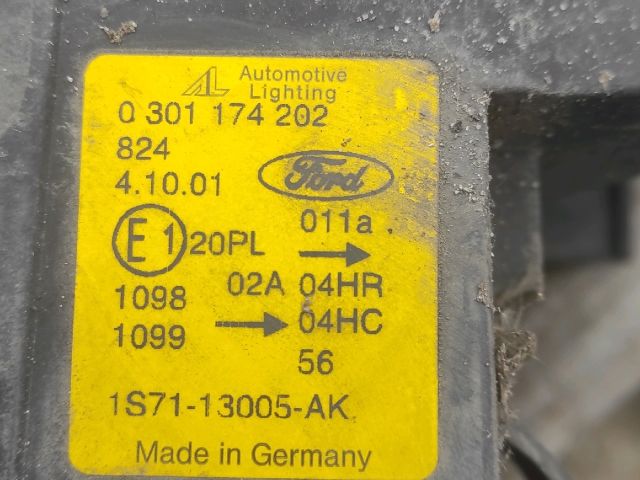 AL Automotive
Lighting
0 301 174 202
824
4.10.01
Ford
E1 20PL 011a
02A 04HR
1098
1099 04HC
56
1S71-13005-AK
Made in Germany